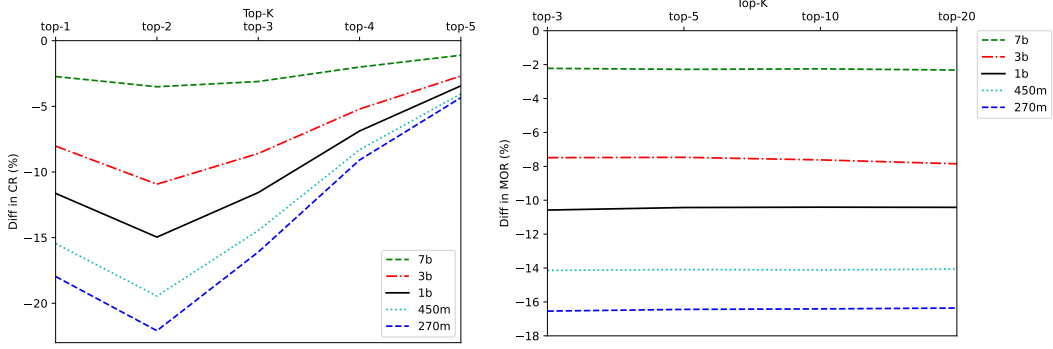 Top-K
top-1 top-2 top-3 top-4 top-5
0
−5
−10
−15
−20
Diff in CR (%)
7b
3b
1b
450m
270m
Top-K
top-3 top-5 top-10 top-20
0
−2
−4
−6
−8
−10
−12
−14
−16
−18
Diff in MOR (%)
7b
3b
1b
450m
270m